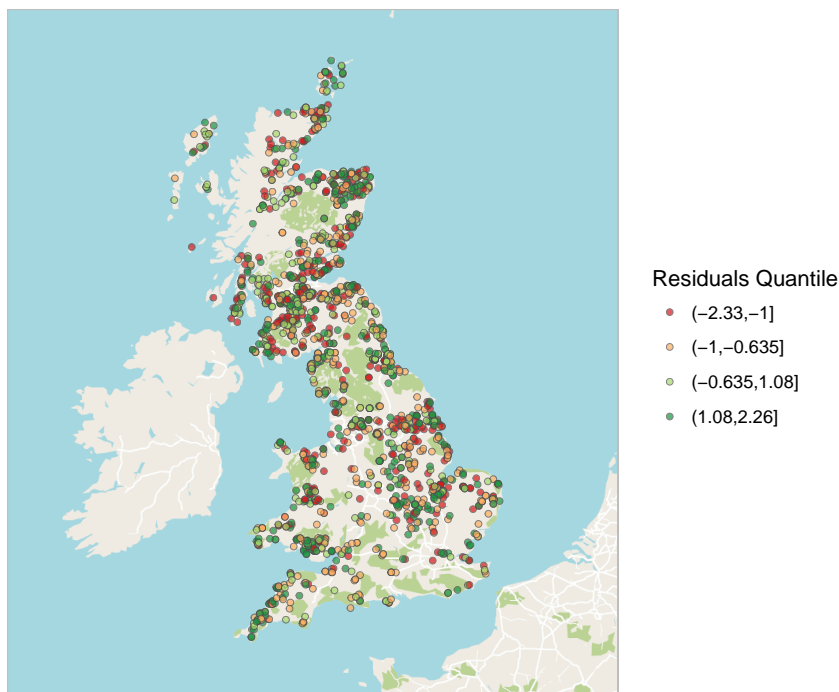 Residuals Quantile
(−2.33,−1]
(−1,−0.635]
(−0.635,1.08]
(1.08,2.26]